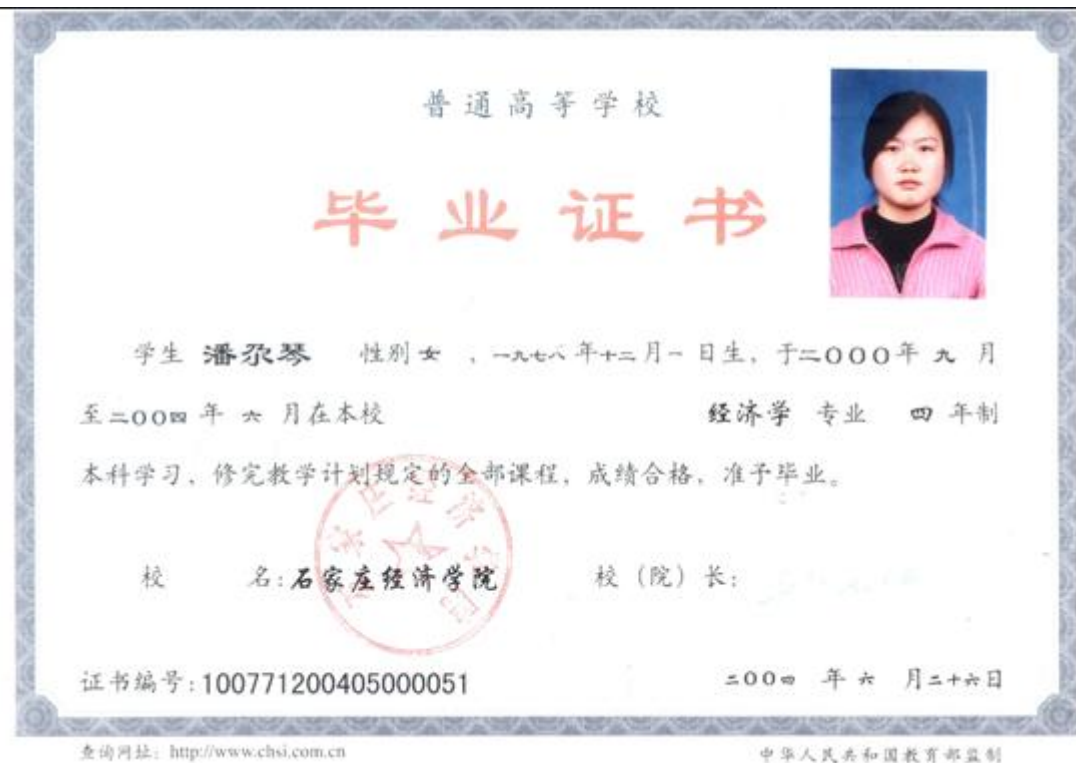 普通高等学校
毕业证书
学生 潘尕琴 性别 女 、一九七八年十二月一日生，于二000年 九 月
至二00四 年 六 月在本校 经济学 专业 四 年制
本科学习、修完教学计划规定的全部课程，成绩合格，准予毕业。
校 名:石家庄经济学院 校（院）长：
证书编号:100771200405000051 二00四 年 六 月二十六日
查询网址：http://www.chsi.com.cn 中华人民共和国教育部监制